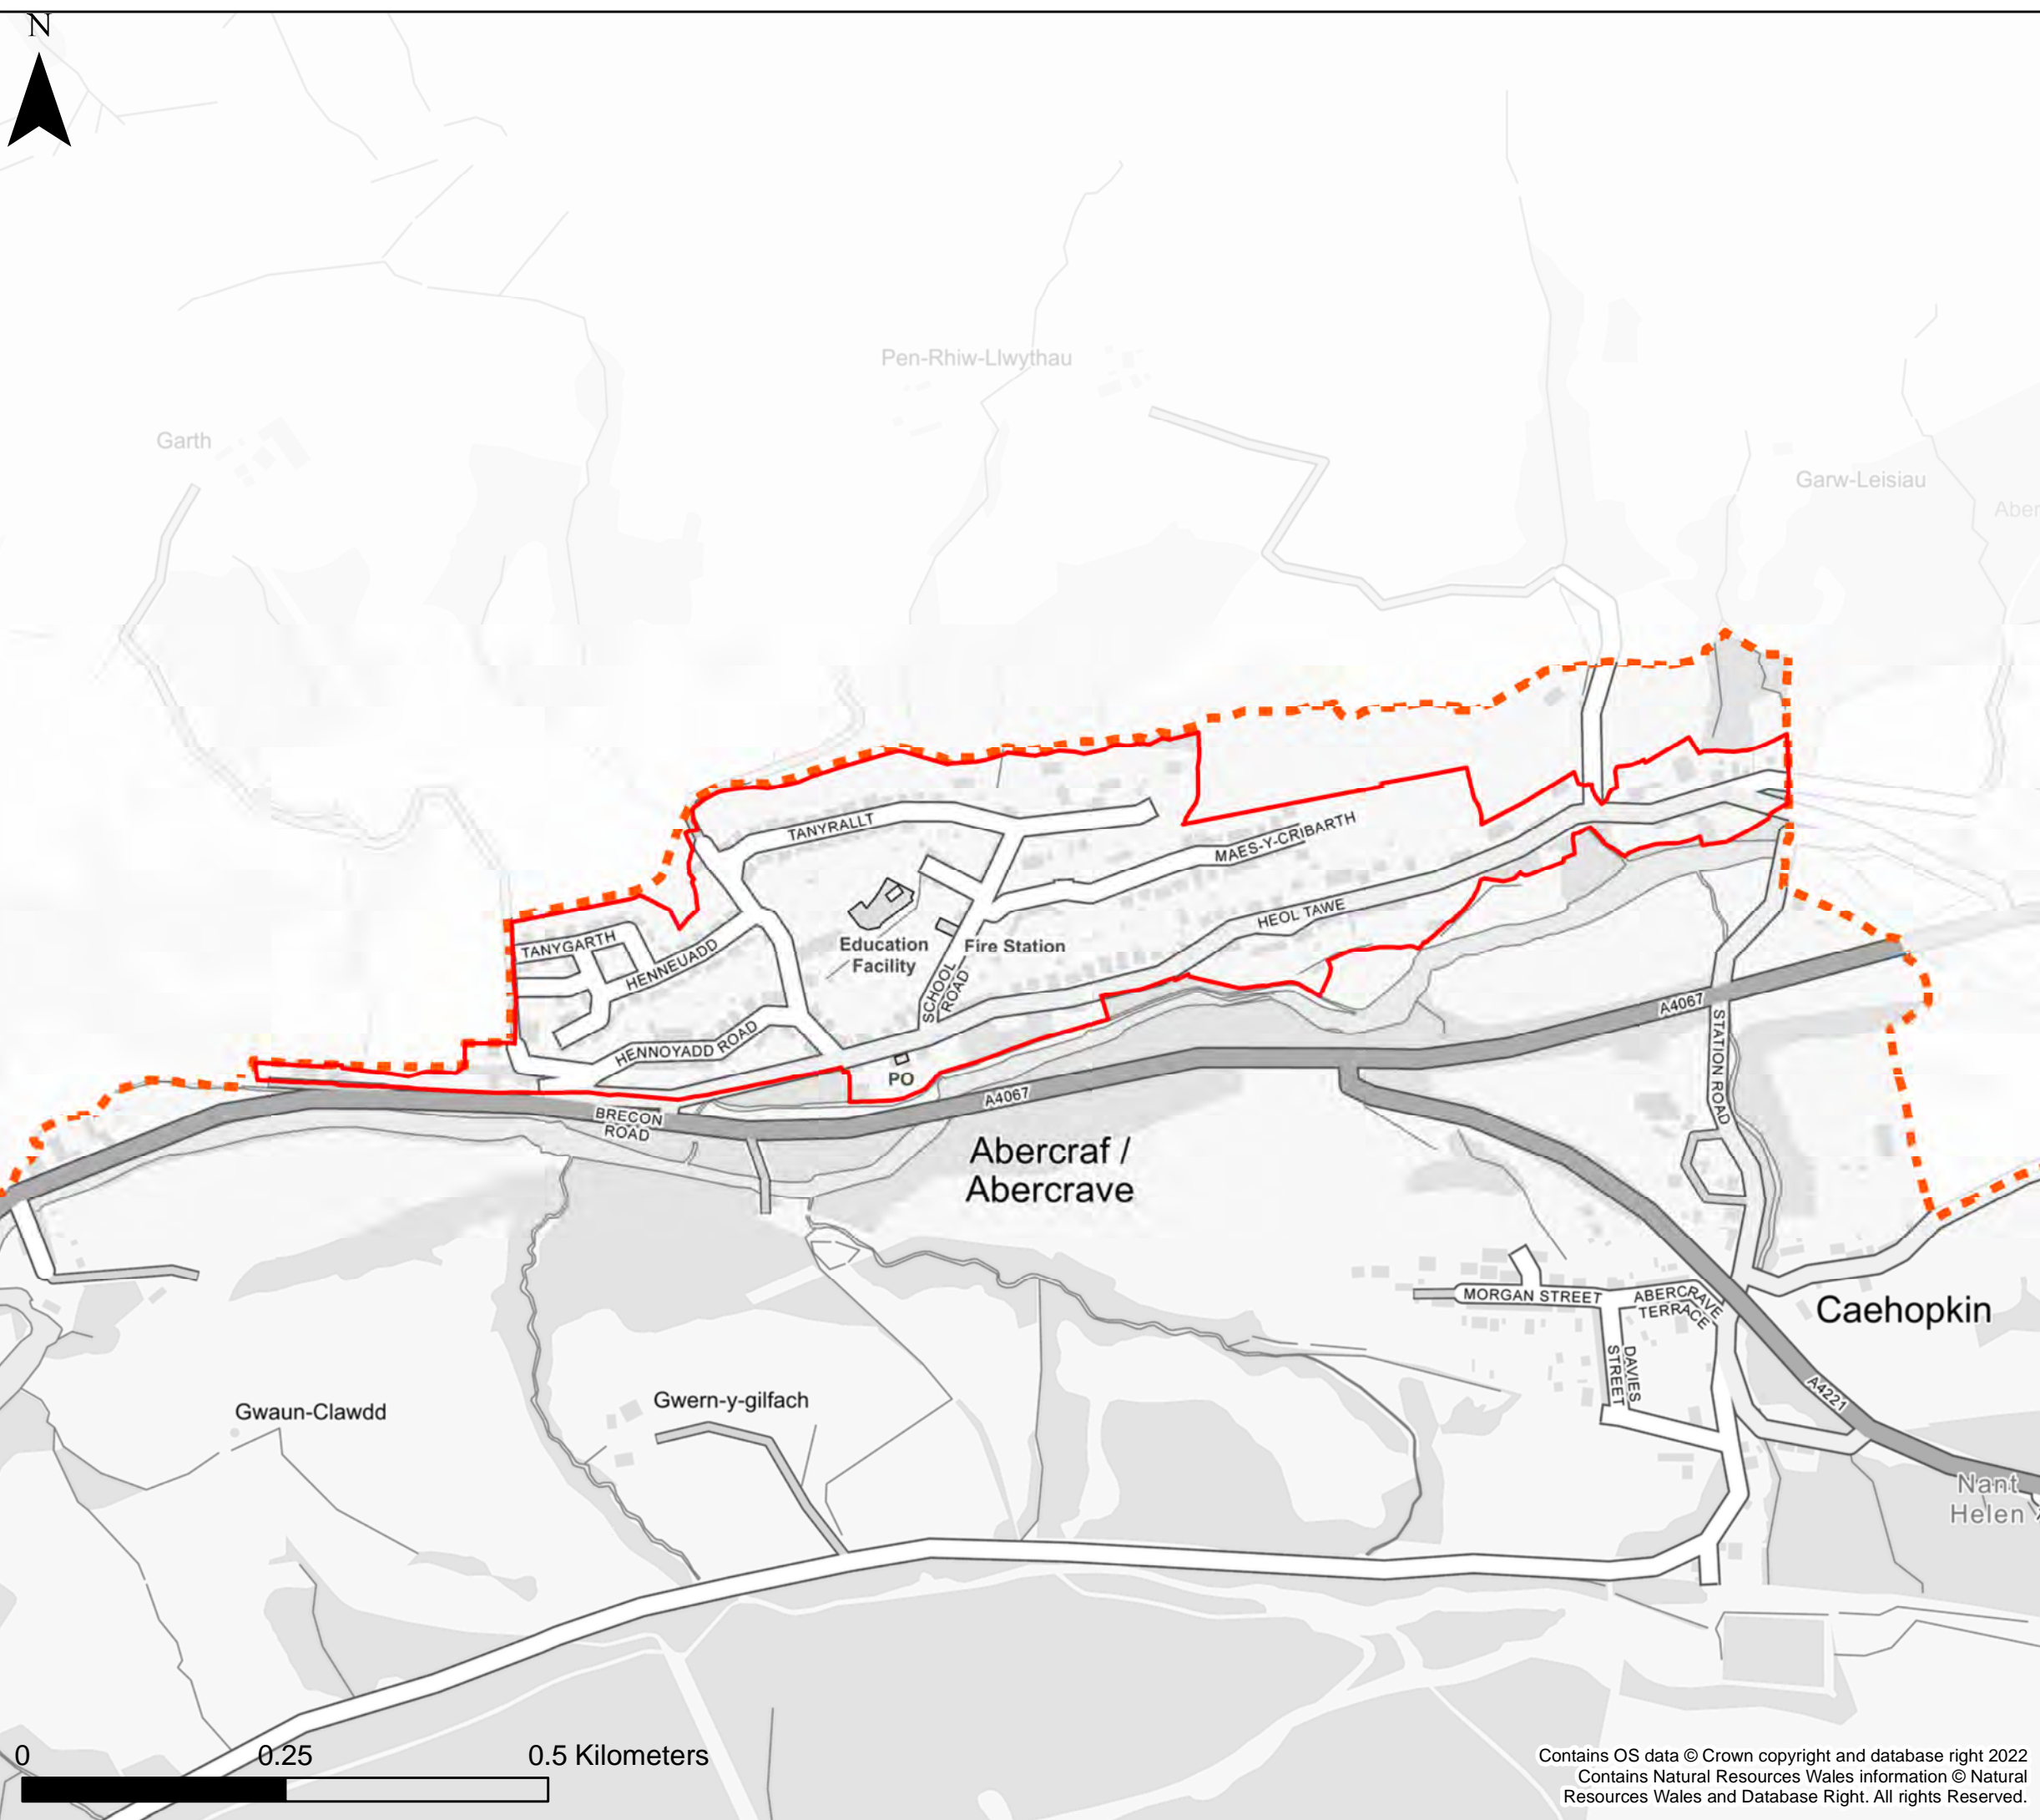 N
Pen-Rhiw-Llwythau
Garth
Garw-Leisiau
Aber
TANYRALLT
MAES-Y-CRIBARTH
HEOL TAWE
TANYGARTH
HENNEUADD
Education
Facility
Fire Station
SCHOOL
ROAD
HENNOYADD ROAD
PO
A4067
A4067
STATION ROAD
BRECON
ROAD
Abercraf /
Abercrave
MORGAN STREET
ABERCRAVE
TERRACE
DAVIES
STREET
Caehopkin
A4221
Gwaun-Clawdd
Gwern-y-gilfach
Nant
Helen
0 0.25 0.5 Kilometers
Contains OS data © Crown copyright and database right 2022
Contains Natural Resources Wales information © Natural
Resources Wales and Database Right. All rights Reserved.